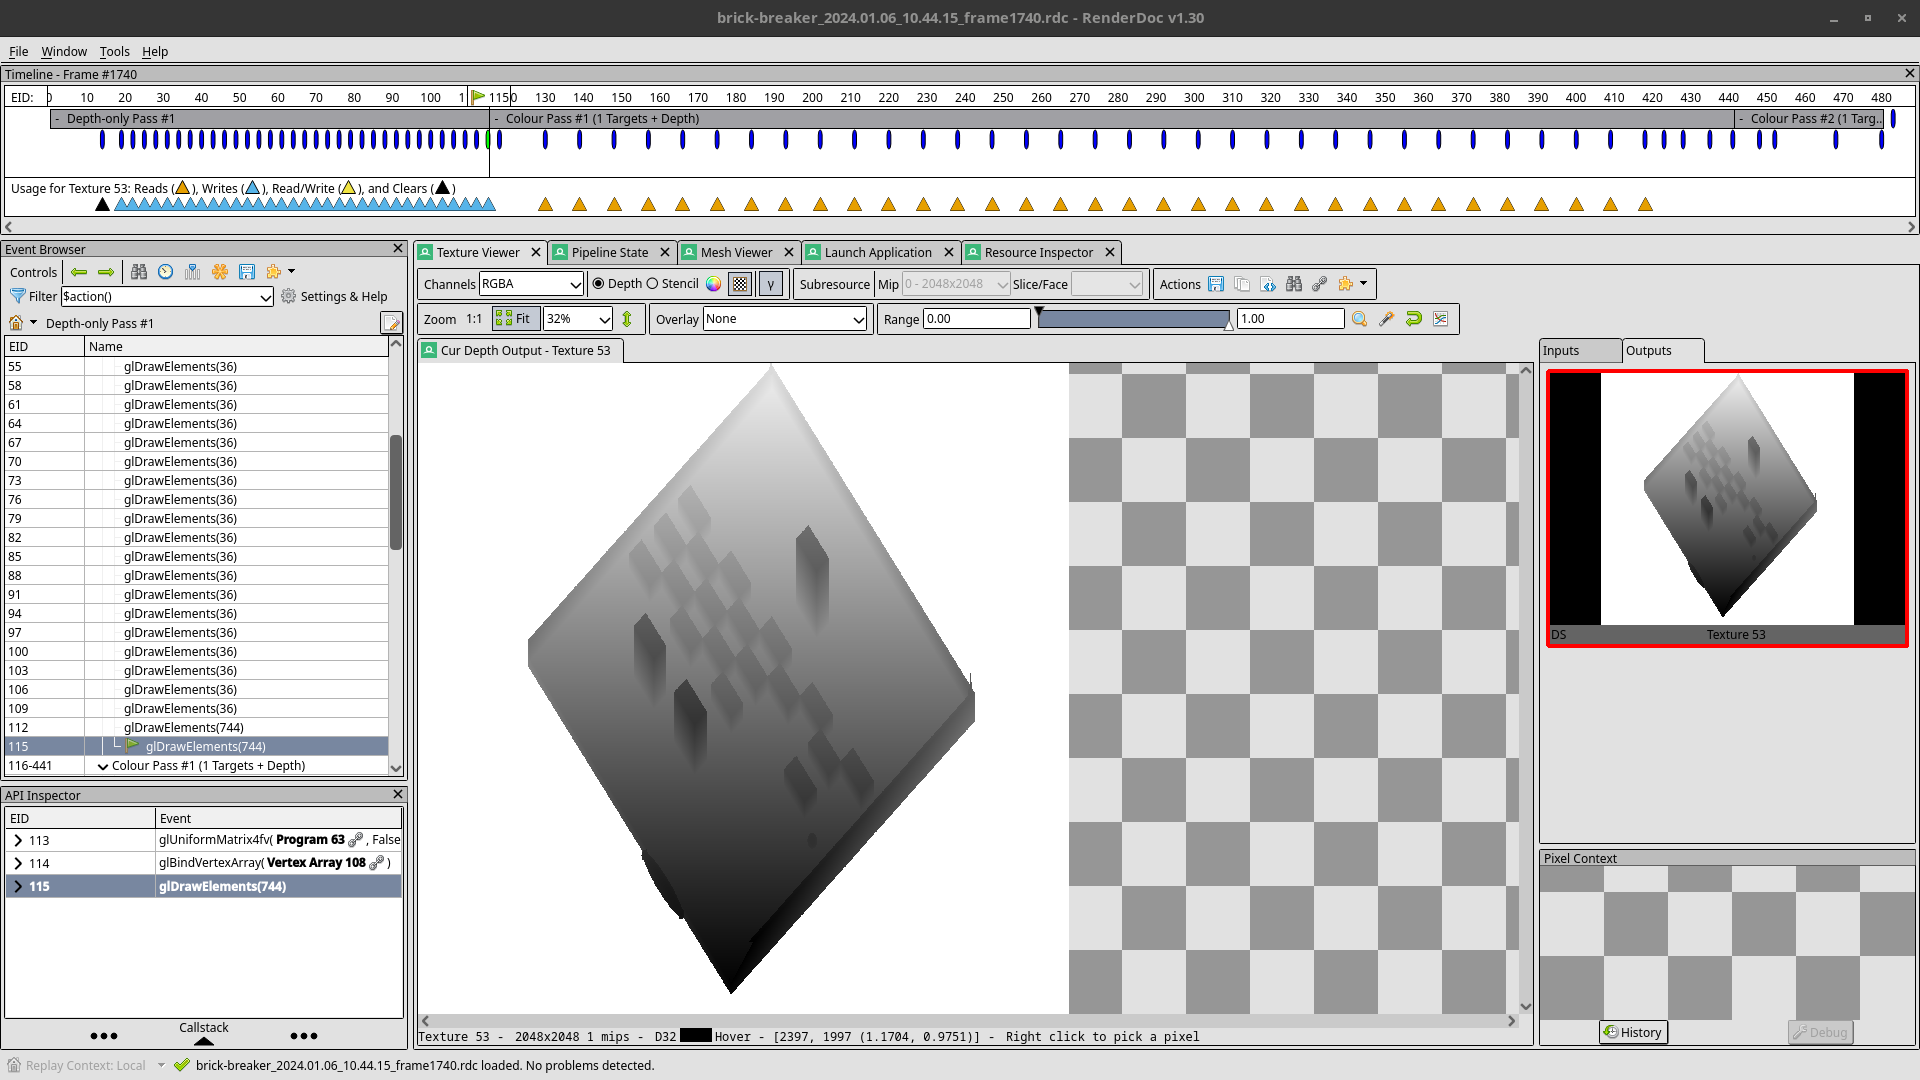 brick-breaker_2024.01.06_10.44.15_frame1740.rdc - RenderDoc v1.30
File Window Tools Help
Timeline - Frame #1740
EID: 0 10 20 30 40 50 60 70 80 90 100 1 115 0 130 140 150 160 170 180 190 200 210 220 230 240 250 260 270 280 290 300 310 320 330 340 350 360 370 380 390 400 410 420 430 440 450 460 470 480
- Depth-only Pass #1
- Colour Pass #1 (1 Targets + Depth)
- Colour Pass #2 (1 Targ..
Usage for Texture 53: Reads ( ), Writes ( ), Read/Write ( ), and Clears ( )
Event Browser
Controls
Filter $action() Settings & Help
Depth-only Pass #1
EID Name
55 glDrawElements(36)
58 glDrawElements(36)
61 glDrawElements(36)
64 glDrawElements(36)
67 glDrawElements(36)
70 glDrawElements(36)
73 glDrawElements(36)
76 glDrawElements(36)
79 glDrawElements(36)
82 glDrawElements(36)
85 glDrawElements(36)
88 glDrawElements(36)
91 glDrawElements(36)
94 glDrawElements(36)
97 glDrawElements(36)
100 glDrawElements(36)
103 glDrawElements(36)
106 glDrawElements(36)
109 glDrawElements(36)
112 glDrawElements(744)
115 glDrawElements(744)
116-441 Colour Pass #1 (1 Targets + Depth)
API Inspector
EID Event
113 glUniformMatrix4fv( Program 63 , False
114 glBindVertexArray( Vertex Array 108 )
115 glDrawElements(744)
Callstack
Texture Viewer Pipeline State Mesh Viewer Launch Application Resource Inspector
Channels RGBA Depth Stencil γ Subresource Mip 0 - 2048x2048 Slice/Face Actions
Zoom 1:1 Fit 32% Overlay None Range 0.00 1.00
Cur Depth Output - Texture 53
Texture 53 - 2048x2048 1 mips - D32 Hover - [2397, 1997 (1.1704, 0.9751)] - Right click to pick a pixel
Inputs Outputs
DS Texture 53
Pixel Context
History Debug
Replay Context: Local brick-breaker_2024.01.06_10.44.15_frame1740.rdc loaded. No problems detected.